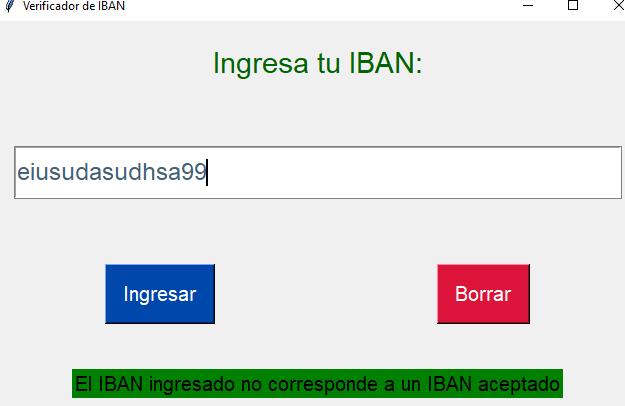 Verificador de IBAN
Ingresa tu IBAN:
eiusudasudhsa99
Ingresar Borrar
El IBAN ingresado no corresponde a un IBAN aceptado